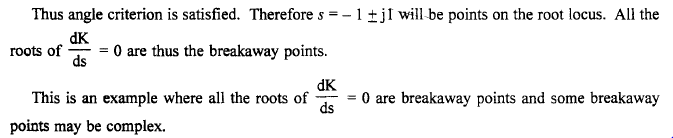 Thus angle criterion is satisfied. Therefore s = – 1 ± j1 will be points on the root locus. All the
roots of dK/ds = 0 are thus the breakaway points.
This is an example where all the roots of dK/ds = 0 are breakaway points and some breakaway
points may be complex.